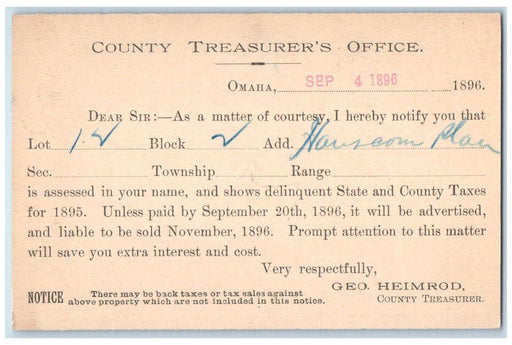 COUNTY TREASURER'S OFFICE.
OMAHA, SEP 4 1896 1896.
DEAR SIR:—As a matter of courtesy, I hereby notify you that
Lot 1-2 Block 2 Add. Hanscom Place
Sec. Township Range
is assessed in your name, and shows delinquent State and County Taxes
for 1895. Unless paid by September 20th, 1896, it will be advertised,
and liable to be sold November, 1896. Prompt attention to this matter
will save you extra interest and cost.
Very respectfully,
GEO. HEIMROD,
COUNTY TREASURER.
NOTICE There may be back taxes or tax sales against
above property which are not included in this notice.